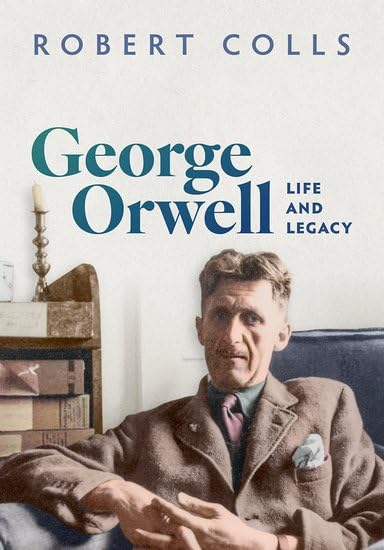 ROBERT COLLS
George
Orwell
LIFE
AND
LEGACY